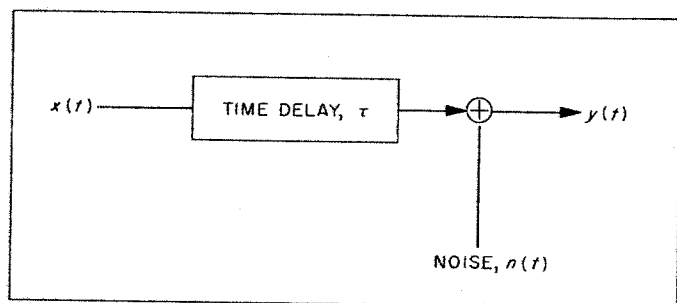 x(t)
TIME DELAY, τ
+
y(t)
NOISE, n(t)